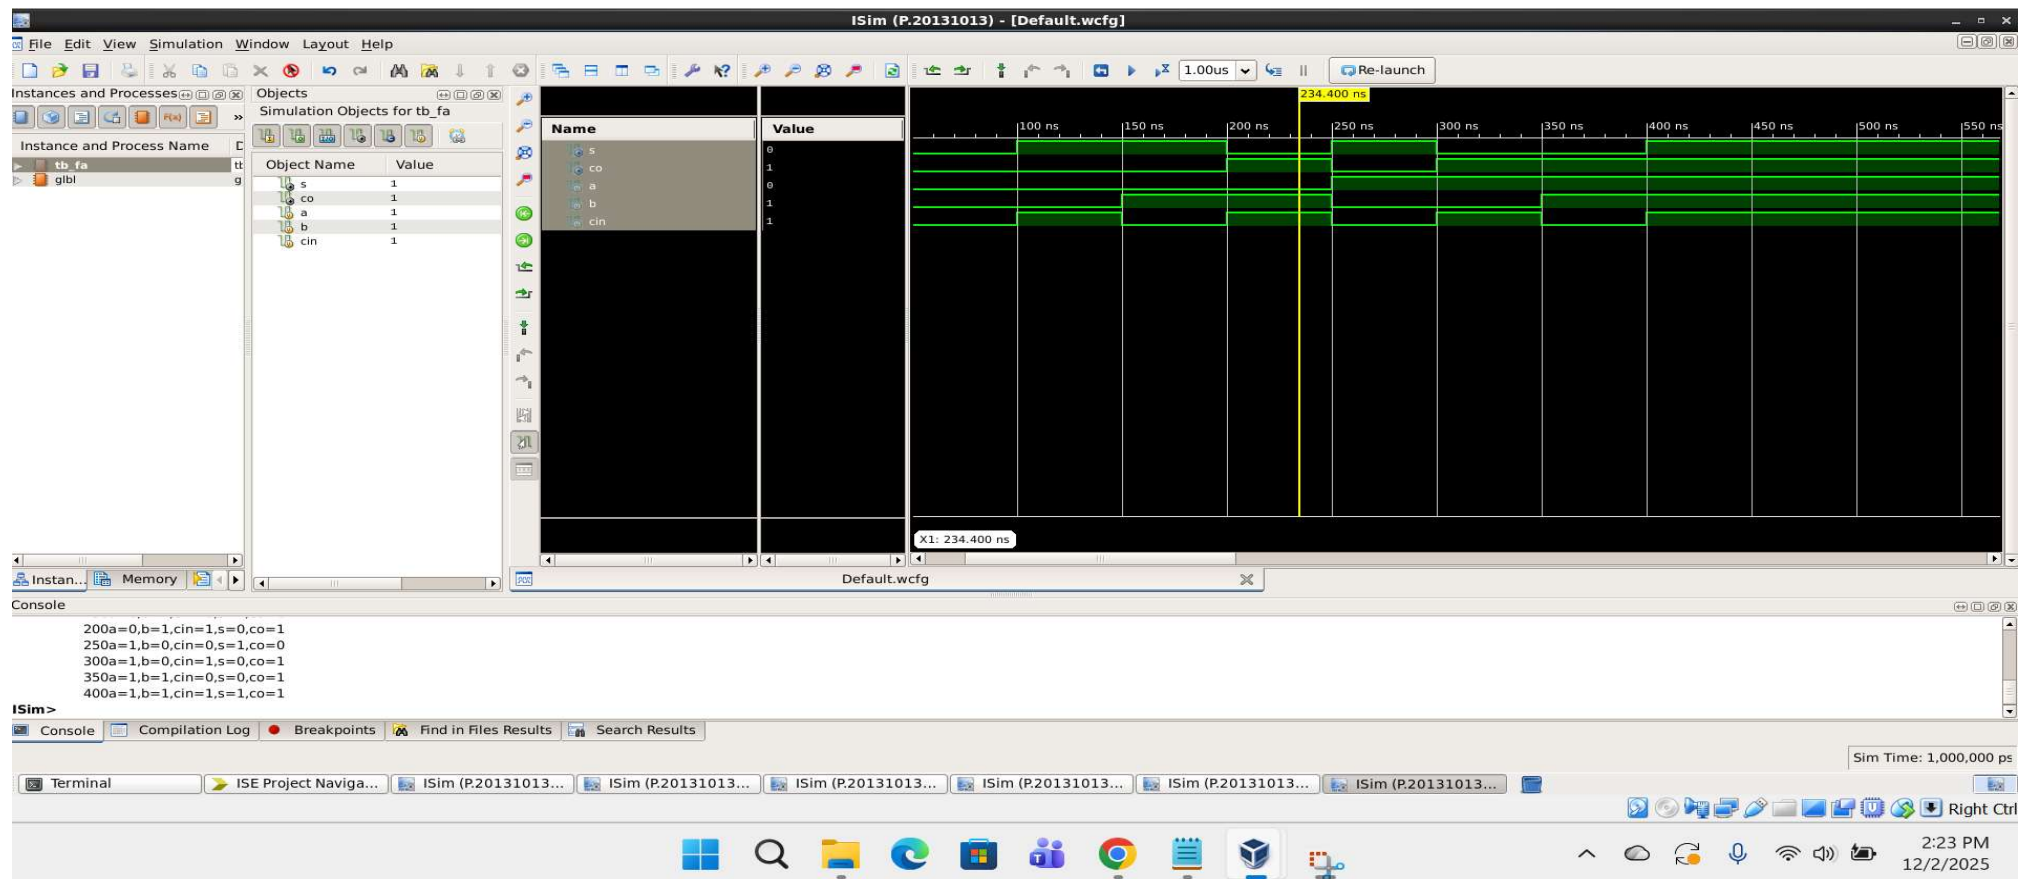 ISim (P.20131013) - [Default.wcfg]
File Edit View Simulation Window Layout Help
1.00us
Re-launch
Instances and Processes
Instance and Process Name D
tb_fa tt
glbl g
Instan... Memory
Objects
Simulation Objects for tb_fa
Object Name Value
s 1
co 1
a 1
b 1
cin 1
Name Value
s 0
co 1
a 0
b 1
cin 1
234.400 ns
100 ns 150 ns 200 ns 250 ns 300 ns 350 ns 400 ns 450 ns 500 ns 550 ns
X1: 234.400 ns
Default.wcfg
Console
200a=0,b=1,cin=1,s=0,co=1
250a=1,b=0,cin=0,s=1,co=0
300a=1,b=0,cin=1,s=0,co=1
350a=1,b=1,cin=0,s=0,co=1
400a=1,b=1,cin=1,s=1,co=1
ISim>
Console Compilation Log Breakpoints Find in Files Results Search Results
Sim Time: 1,000,000 ps
Terminal ISE Project Naviga... ISim (P.20131013... ISim (P.20131013... ISim (P.20131013... ISim (P.20131013... ISim (P.20131013... ISim (P.20131013...
Right Ctrl
2:23 PM
12/2/2025